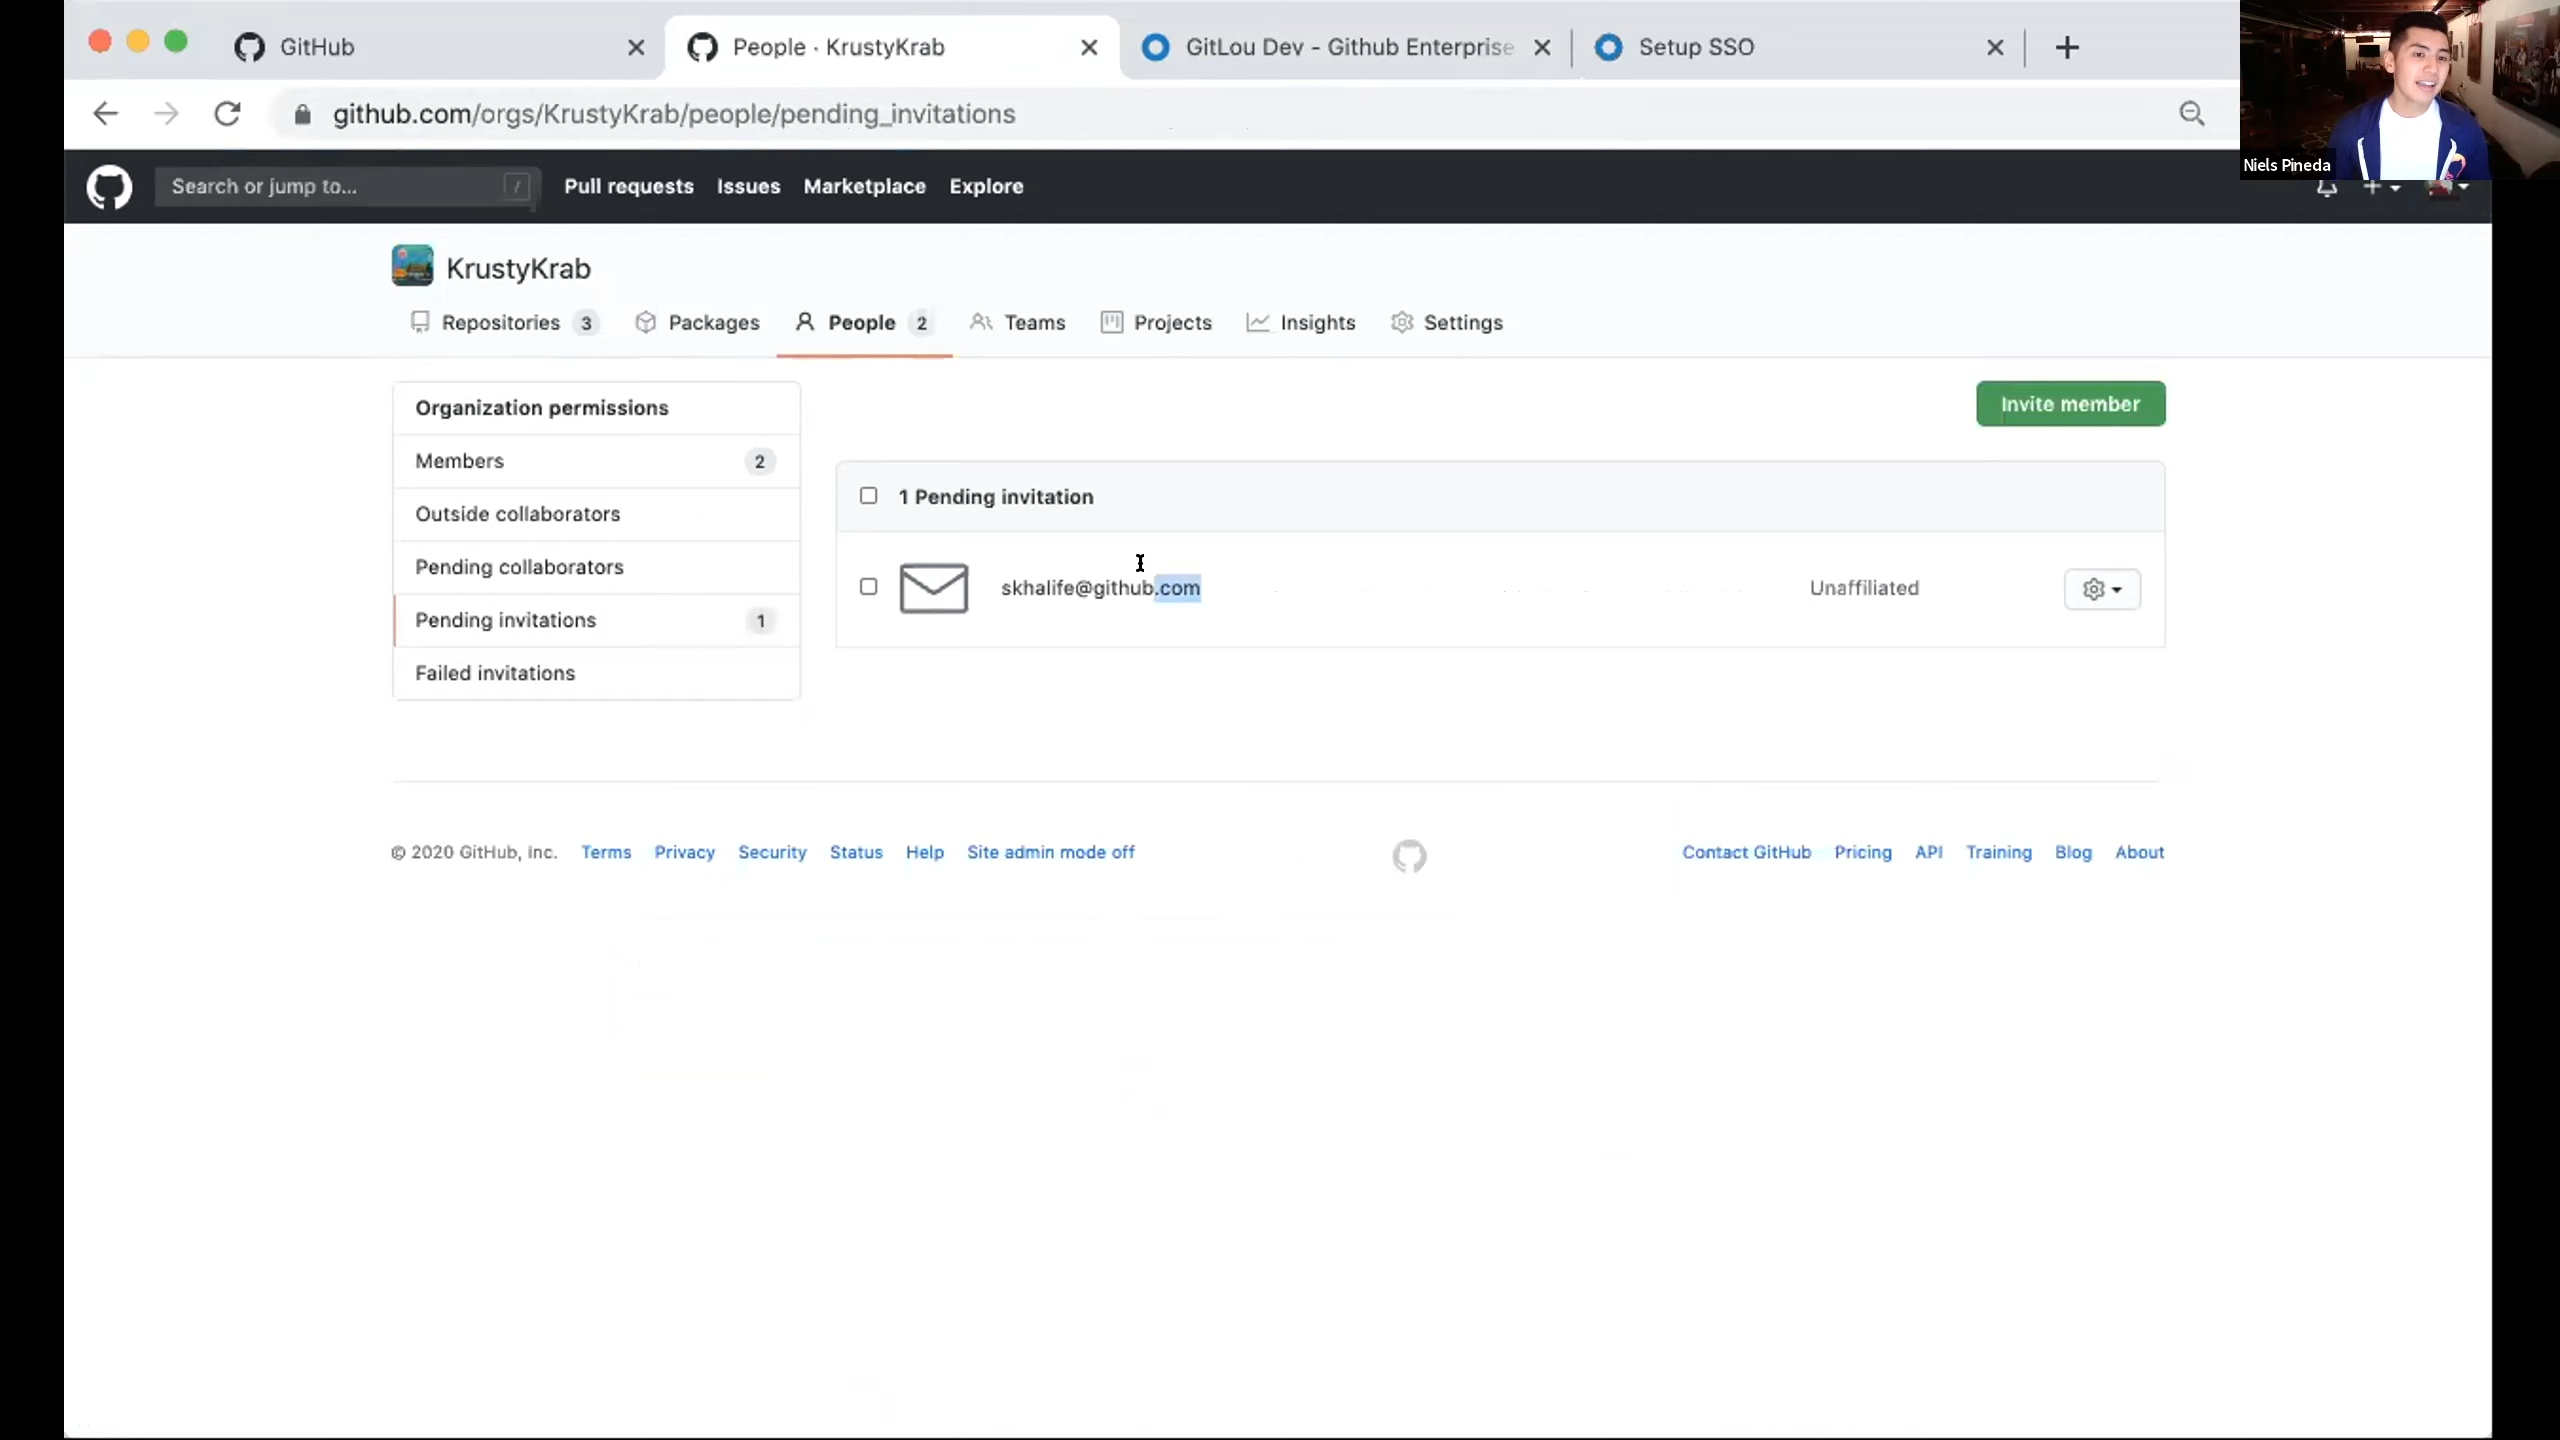 GitHub
People · KrustyKrab
GitLou Dev - Github Enterprise
Setup SSO
github.com/orgs/KrustyKrab/people/pending_invitations
Niels Pineda
Search or jump to...
/
Pull requests
Issues
Marketplace
Explore
KrustyKrab
Repositories 3
Packages
People 2
Teams
Projects
Insights
Settings
Organization permissions
Members 2
Outside collaborators
Pending collaborators
Pending invitations 1
Failed invitations
Invite member
1 Pending invitation
skhalife@github.com
Unaffiliated
© 2020 GitHub, Inc.
Terms
Privacy
Security
Status
Help
Site admin mode off
Contact GitHub
Pricing
API
Training
Blog
About